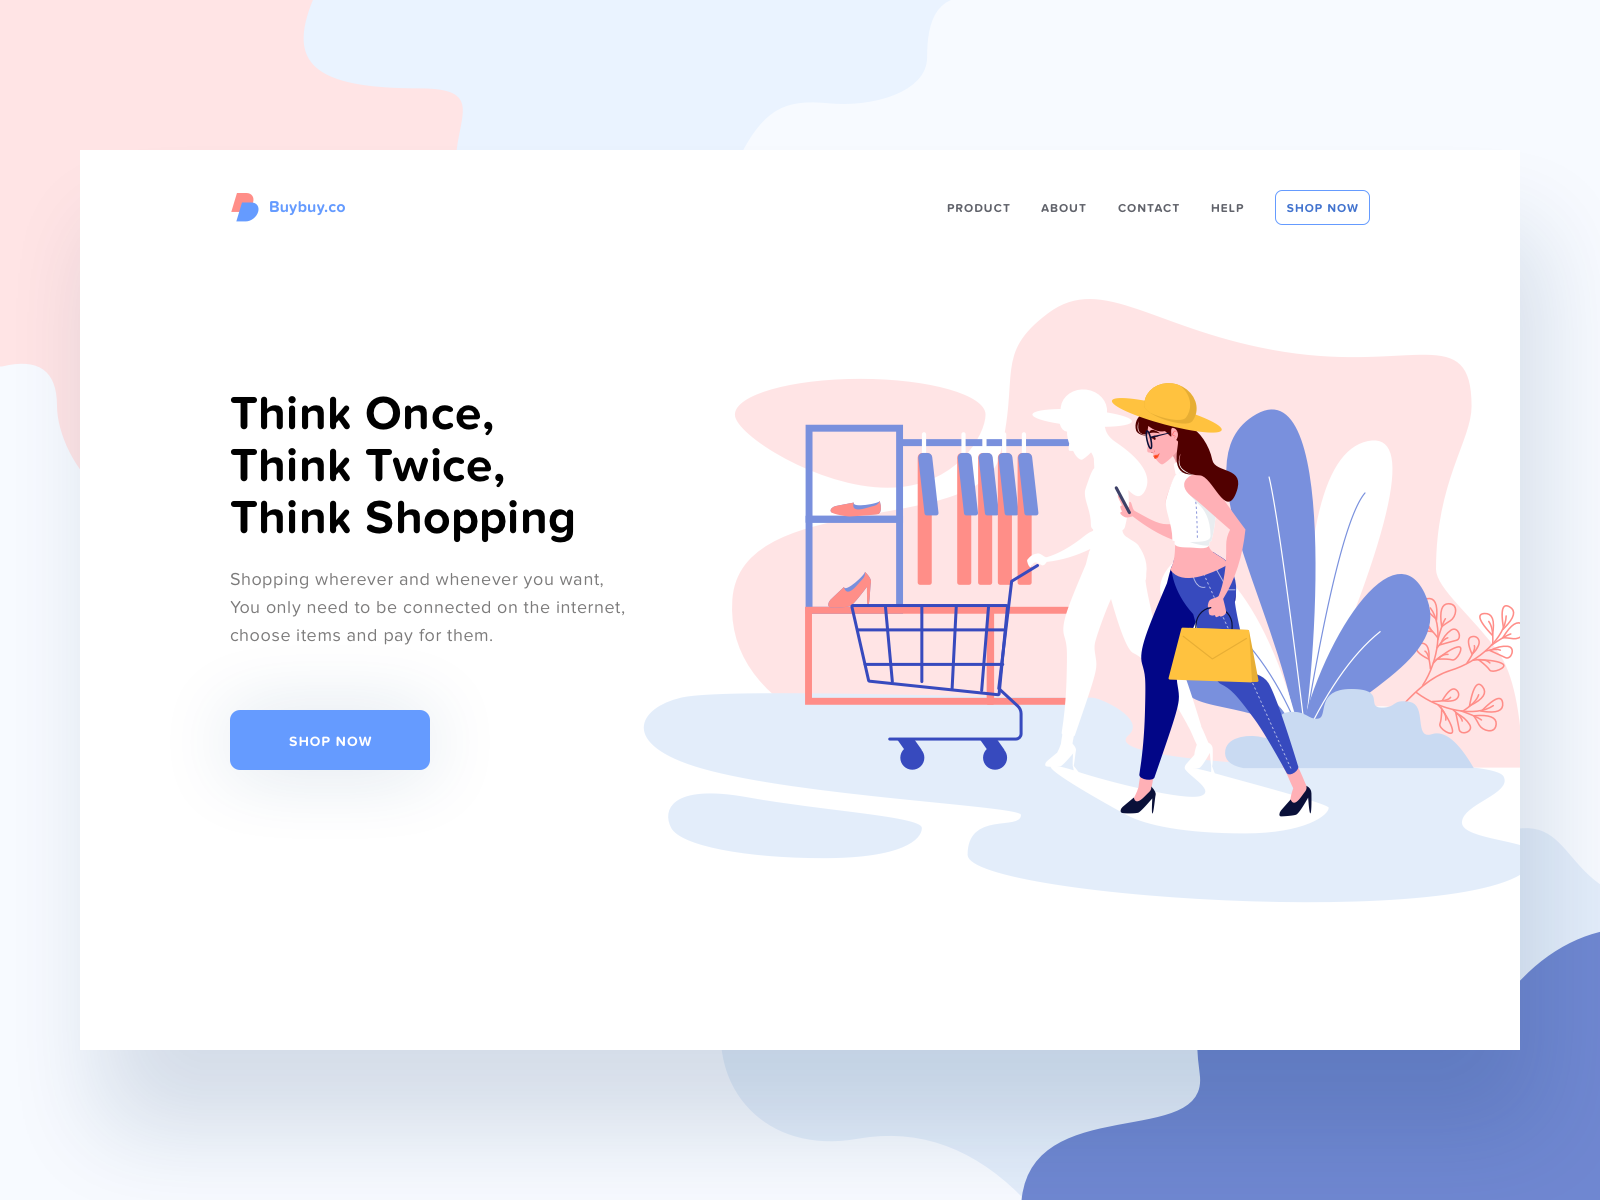 Buybuy.co
PRODUCT ABOUT CONTACT HELP SHOP NOW
Think Once,
Think Twice,
Think Shopping
Shopping wherever and whenever you want,
You only need to be connected on the internet,
choose items and pay for them.
SHOP NOW